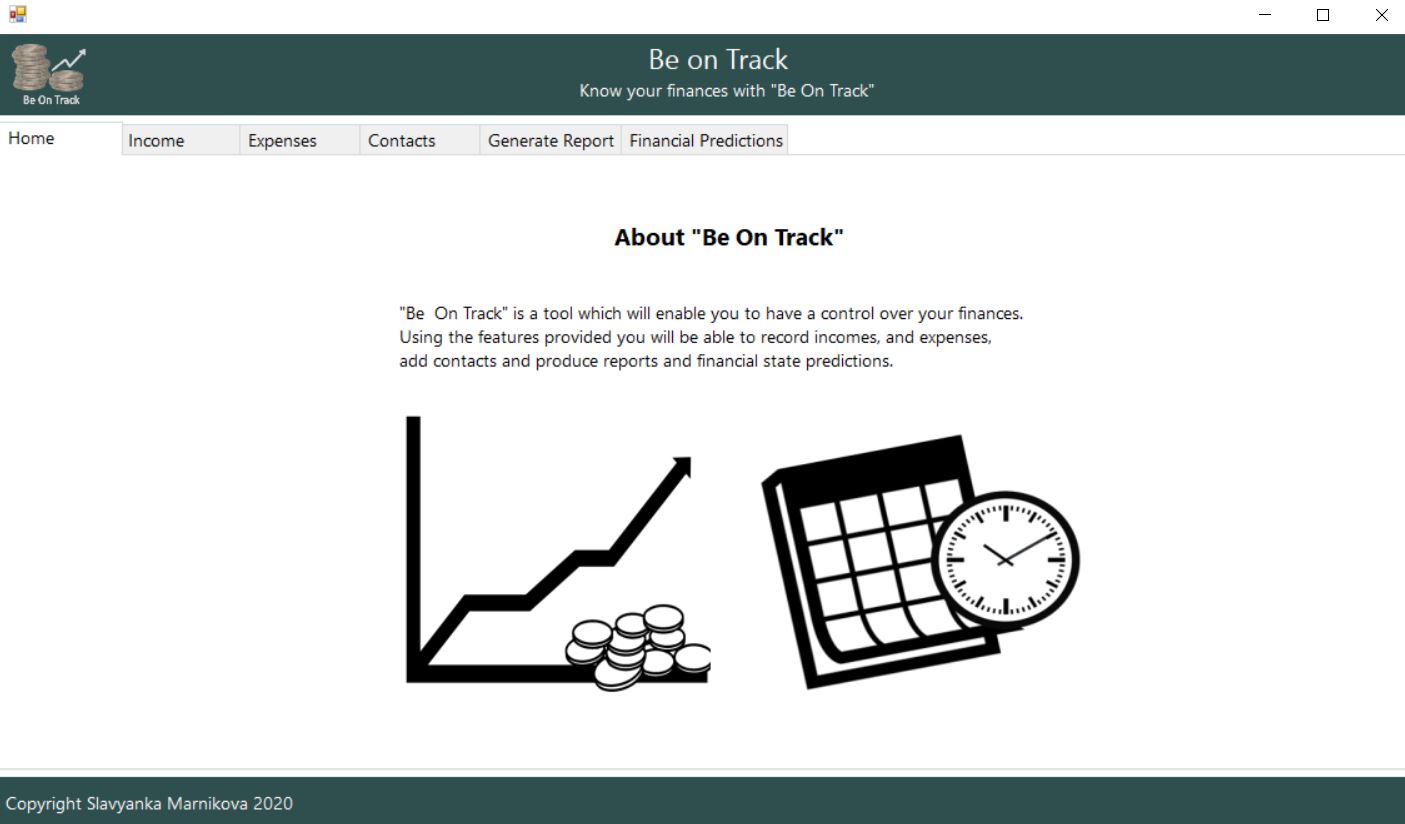 Be On Track
Be on Track
Know your finances with "Be On Track"
Home
Income
Expenses
Contacts
Generate Report
Financial Predictions
About "Be On Track"
"Be  On Track" is a tool which will enable you to have a control over your finances.
Using the features provided you will be able to record incomes, and expenses,
add contacts and produce reports and financial state predictions.
Copyright Slavyanka Marnikova 2020